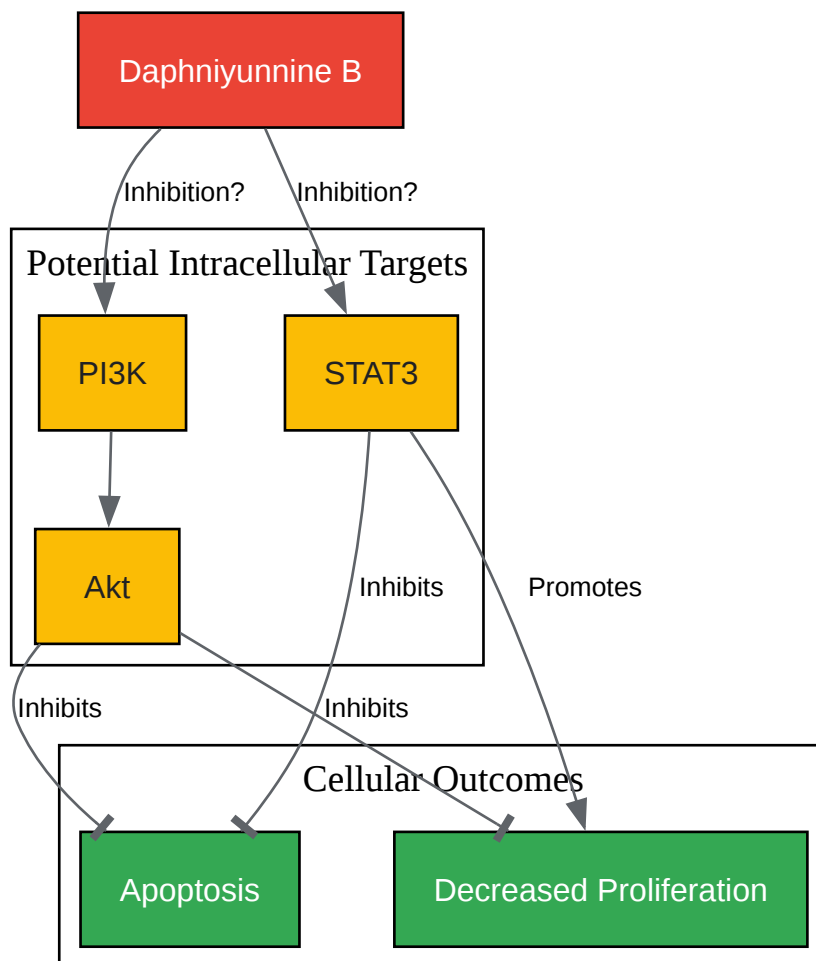 Daphniyunnine B
Inhibition?
Inhibition?
Potential Intracellular Targets
PI3K
STAT3
Akt
Inhibits
Promotes
Inhibits
Inhibits
Cellular Outcomes
Apoptosis
Decreased Proliferation